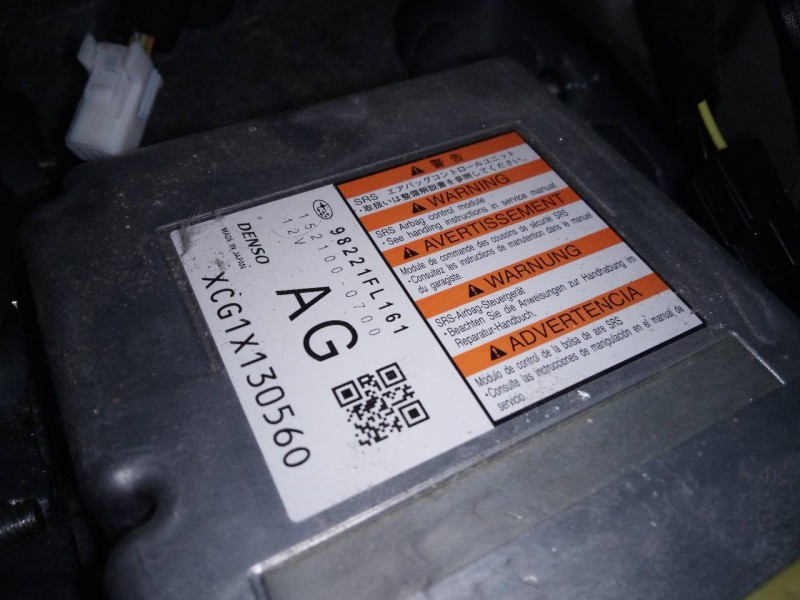 98221FL161
152100-0700
12V
DENSO
MADE IN JAPAN
AG
XCG1X130560
警告
SRS エアバッグコントロールユニット
・取扱いは整備解説書を参照してください。
WARNING
SRS Airbag control module
・See handling instructions in service manual.
AVERTISSEMENT
Module de commande des coussins de sécurité SRS
・Consultez les instructions de manutention dans le manuel
du garagiste.
WARNUNG
SRS-Airbag-Steuergerät
・Beachten Sie die Anweisungen zur Handhabung im
Reparatur-Handbuch.
ADVERTENCIA
Módulo de control de la bolsa de aire SRS
・Consulte las instrucciones de manipulación en el manual de
servicio.